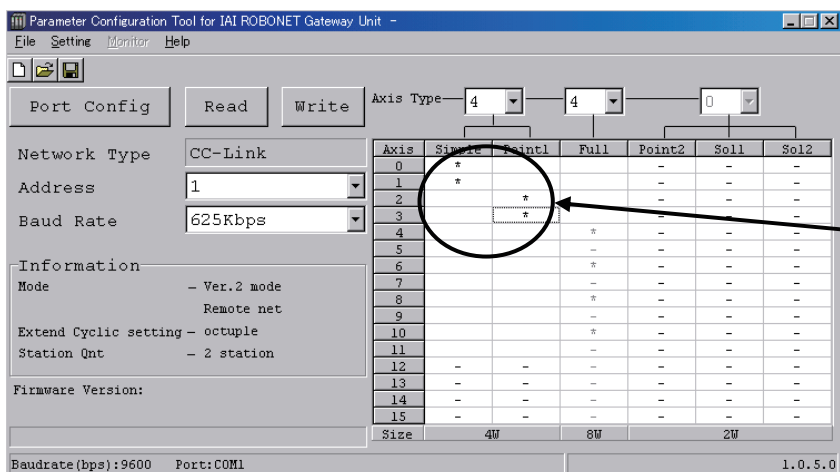 Parameter Configuration Tool for IAI ROBONET Gateway Unit -
File Setting Monitor Help
Port Config Read Write
Axis Type 4 4 0
Network Type CC-Link
Address 1
Baud Rate 625Kbps
Information
Mode - Ver.2 mode
Remote net
Extend Cyclic setting - octuple
Station Qnt - 2 station
Firmware Version:
Axis Simple Point1 Full Point2 Sol1 Sol2
0 * - - -
1 * - - -
2 * - - -
3 * - - -
4 * - - -
5 - - - -
6 * - - -
7 - - - -
8 * - - -
9 - - - -
10 * - - -
11 - - - -
12 - - - - - -
13 - - - - - -
14 - - - - - -
15 - - - - - -
Size 4W 8W 2W
Baudrate(bps):9600 Port:COM1 1.0.5.0